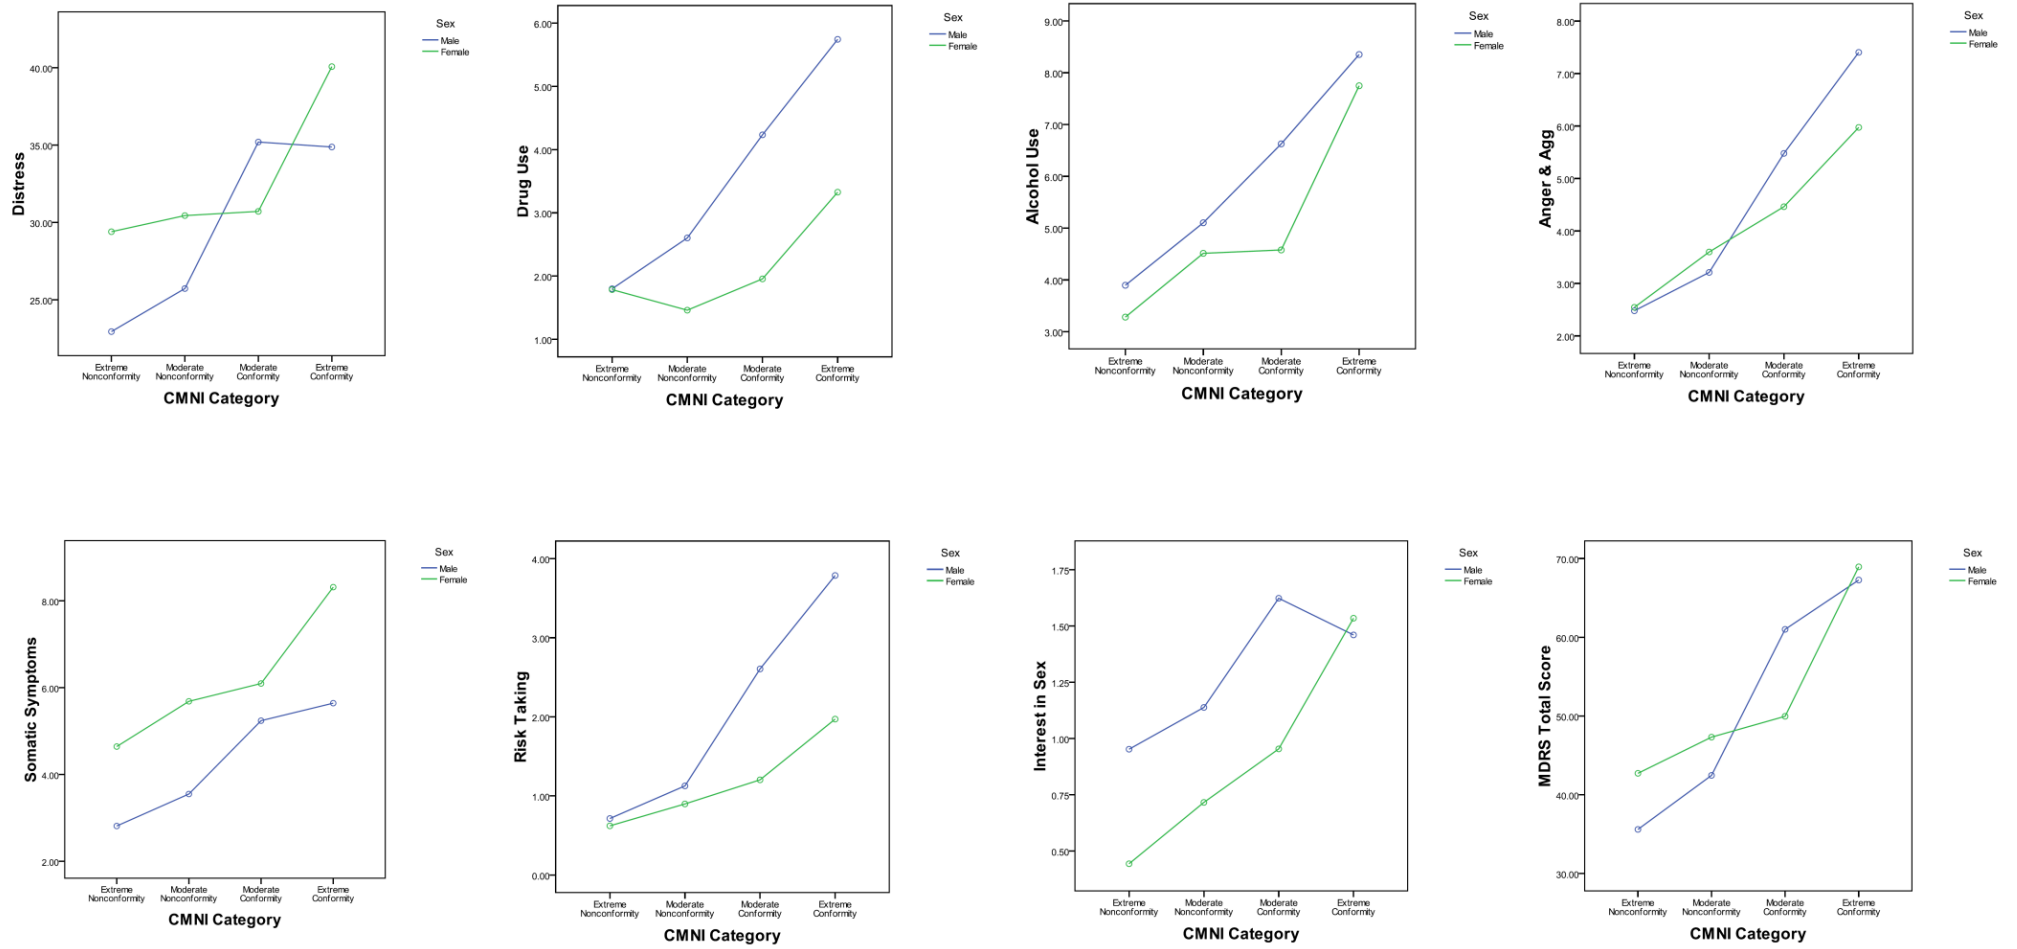 Sex
Male
Female
40.00
35.00
30.00
25.00
Distress
Extreme Nonconformity
Moderate Nonconformity
Moderate Conformity
Extreme Conformity
CMNI Category
Sex
Male
Female
6.00
5.00
4.00
3.00
2.00
1.00
Drug Use
Extreme Nonconformity
Moderate Nonconformity
Moderate Conformity
Extreme Conformity
CMNI Category
Sex
Male
Female
9.00
8.00
7.00
6.00
5.00
4.00
3.00
Alcohol Use
Extreme Nonconformity
Moderate Nonconformity
Moderate Conformity
Extreme Conformity
CMNI Category
Sex
Male
Female
8.00
7.00
6.00
5.00
4.00
3.00
2.00
Anger & Agg
Extreme Nonconformity
Moderate Nonconformity
Moderate Conformity
Extreme Conformity
CMNI Category
Sex
Male
Female
8.00
6.00
4.00
2.00
Somatic Symptoms
Extreme Nonconformity
Moderate Nonconformity
Moderate Conformity
Extreme Conformity
CMNI Category
Sex
Male
Female
4.00
3.00
2.00
1.00
0.00
Risk Taking
Extreme Nonconformity
Moderate Nonconformity
Moderate Conformity
Extreme Conformity
CMNI Category
Sex
Male
Female
1.75
1.50
1.25
1.00
0.75
0.50
Interest in Sex
Extreme Nonconformity
Moderate Nonconformity
Moderate Conformity
Extreme Conformity
CMNI Category
Sex
Male
Female
70.00
60.00
50.00
40.00
30.00
MDRS Total Score
Extreme Nonconformity
Moderate Nonconformity
Moderate Conformity
Extreme Conformity
CMNI Category